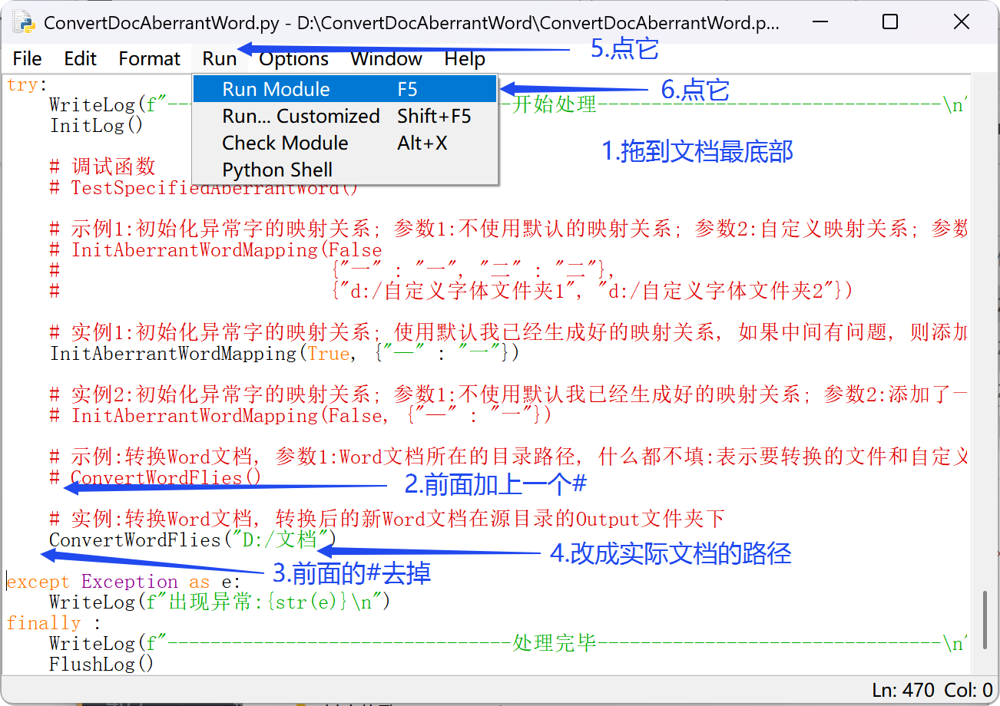 ConvertDocAberrantWord.py - D:\ConvertDocAberrantWord\ConvertDocAberrantWord.p...
File Edit Format Run Options Window Help
5.点它
try:
Run Module F5
6.点它
WriteLog(f"-----------------------------开始处理-----------------------------\n"
Run... Customized Shift+F5
InitLog()
Check Module Alt+X
1.拖到文档最底部
# 调试函数
Python Shell
# TestSpecifiedAberrantWord()
# 示例1:初始化异常字的映射关系; 参数1:不使用默认的映射关系; 参数2:自定义映射关系; 参数
# InitAberrantWordMapping(False
# {"⼀" : "一", "⼆" : "二"},
# {"d:/自定义字体文件夹1", "d:/自定义字体文件夹2"})
# 实例1:初始化异常字的映射关系; 使用默认我已经生成好的映射关系, 如果中间有问题, 则添加
InitAberrantWordMapping(True, {"⼀" : "一"})
# 实例2:初始化异常字的映射关系; 参数1:不使用默认我已经生成好的映射关系; 参数2:添加了一
# InitAberrantWordMapping(False, {"⼀" : "一"})
# 示例:转换Word文档, 参数1:Word文档所在的目录路径, 什么都不填:表示要转换的文件和自定义
# ConvertWordFlies()
2.前面加上一个#
# 实例:转换Word文档, 转换后的新Word文档在源目录的Output文件夹下
ConvertWordFlies("D:/文档")
4.改成实际文档的路径
3.前面的#去掉
except Exception as e:
WriteLog(f"出现异常:{str(e)}\n")
finally :
WriteLog(f"-----------------------------处理完毕-----------------------------\n"
FlushLog()
Ln: 470 Col: 0